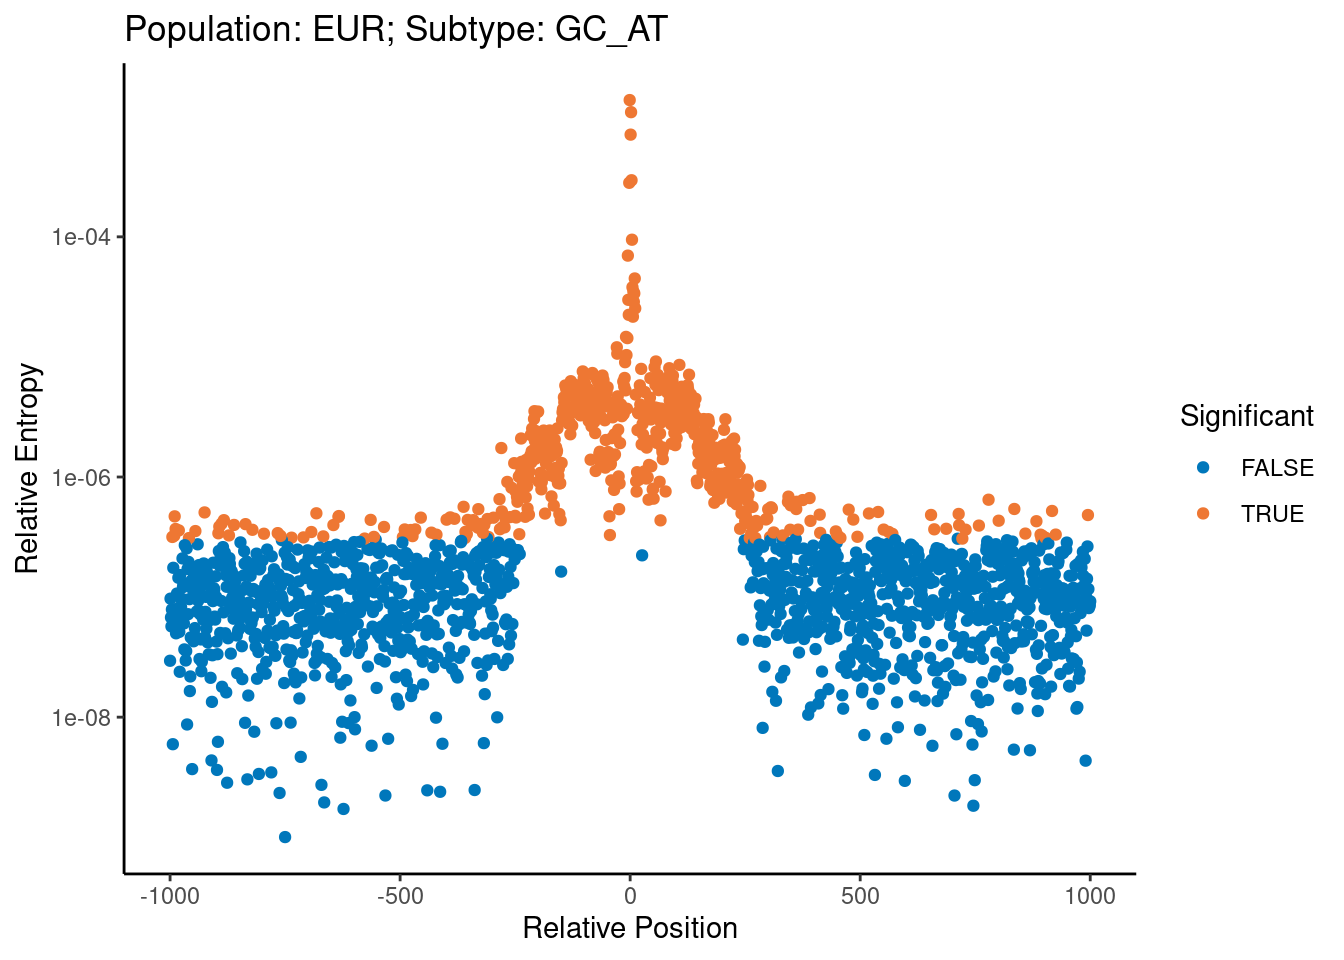 Population: EUR; Subtype: GC_AT
Relative Entropy
1e-04
1e-06
1e-08
-1000
-500
0
500
1000
Relative Position
Significant
FALSE
TRUE